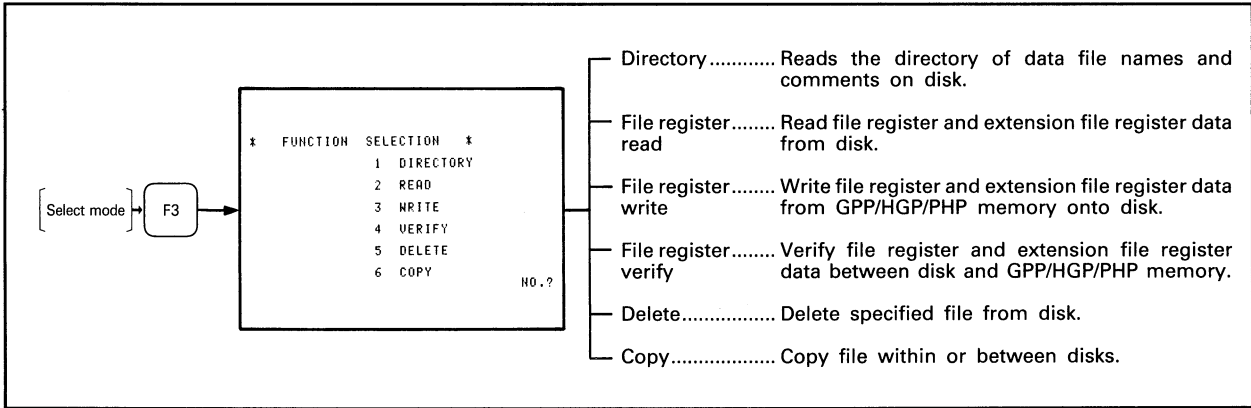 [Select mode]
F3
* FUNCTION SELECTION *
1 DIRECTORY
2 READ
3 WRITE
4 VERIFY
5 DELETE
6 COPY
NO.?
Directory............ Reads the directory of data file names and
comments on disk.
File register........ Read file register and extension file register data
read from disk.
File register........ Write file register and extension file register data
write from GPP/HGP/PHP memory onto disk.
File register........ Verify file register and extension file register
verify data between disk and GPP/HGP/PHP memory.
Delete................. Delete specified file from disk.
Copy................... Copy file within or between disks.